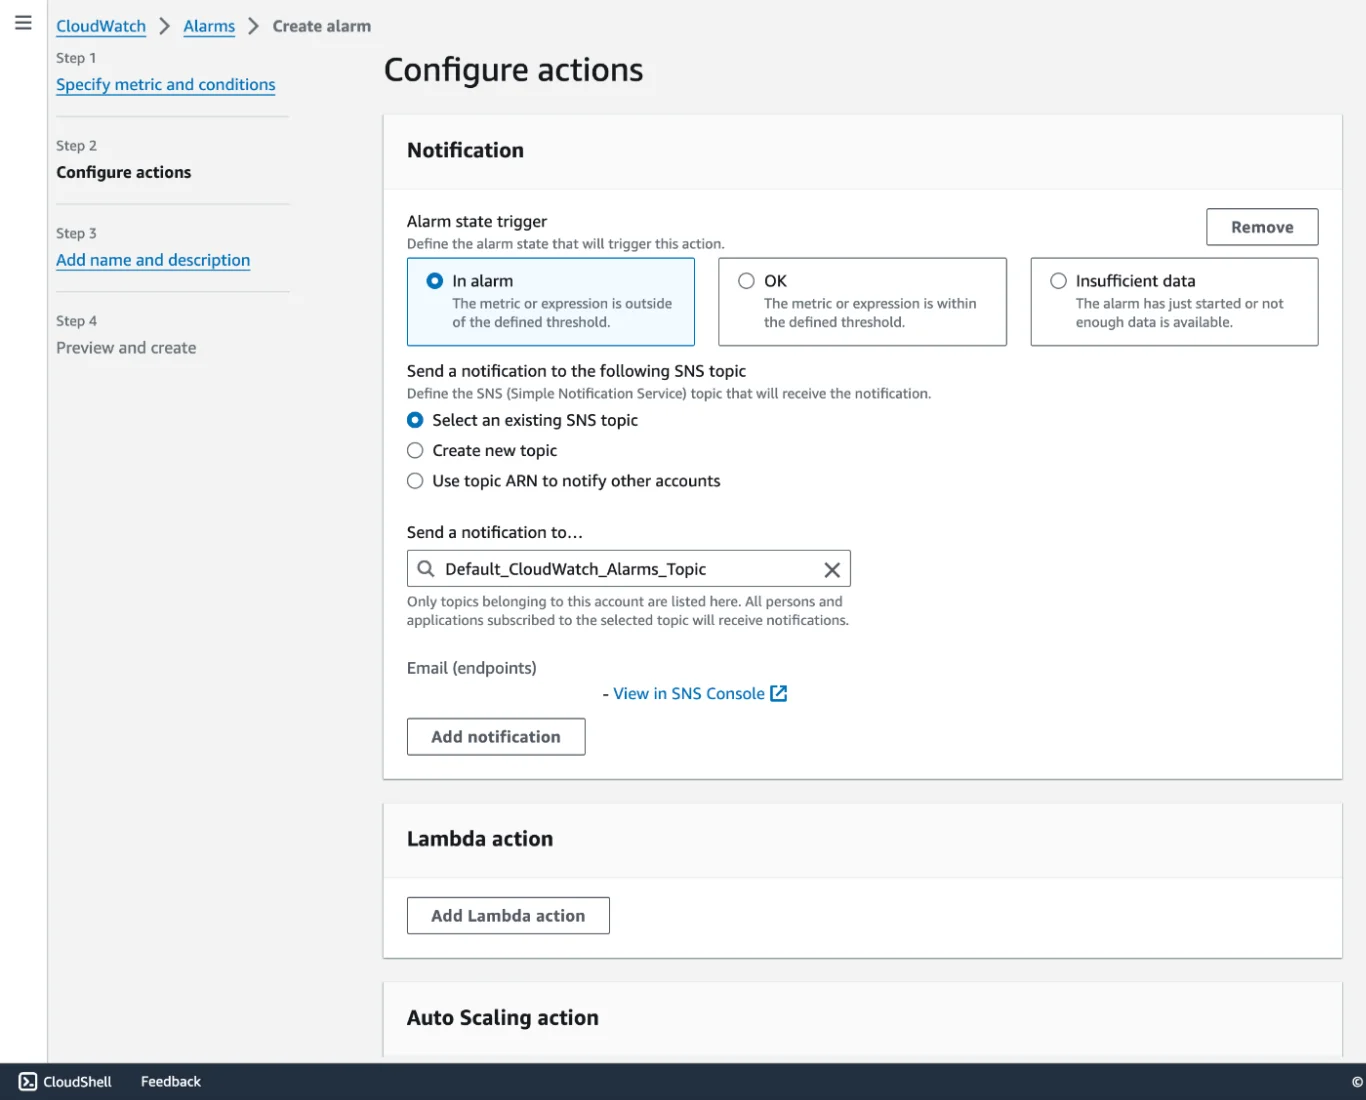 CloudWatch > Alarms > Create alarm
Step 1
Specify metric and conditions
Step 2
Configure actions
Step 3
Add name and description
Step 4
Preview and create
Configure actions
Notification
Alarm state trigger
Define the alarm state that will trigger this action.
Remove
In alarm
The metric or expression is outside
of the defined threshold.
OK
The metric or expression is within
the defined threshold.
Insufficient data
The alarm has just started or not
enough data is available.
Send a notification to the following SNS topic
Define the SNS (Simple Notification Service) topic that will receive the notification.
Select an existing SNS topic
Create new topic
Use topic ARN to notify other accounts
Send a notification to…
Default_CloudWatch_Alarms_Topic
Only topics belonging to this account are listed here. All persons and
applications subscribed to the selected topic will receive notifications.
Email (endpoints)
- View in SNS Console
Add notification
Lambda action
Add Lambda action
Auto Scaling action
CloudShell Feedback ©